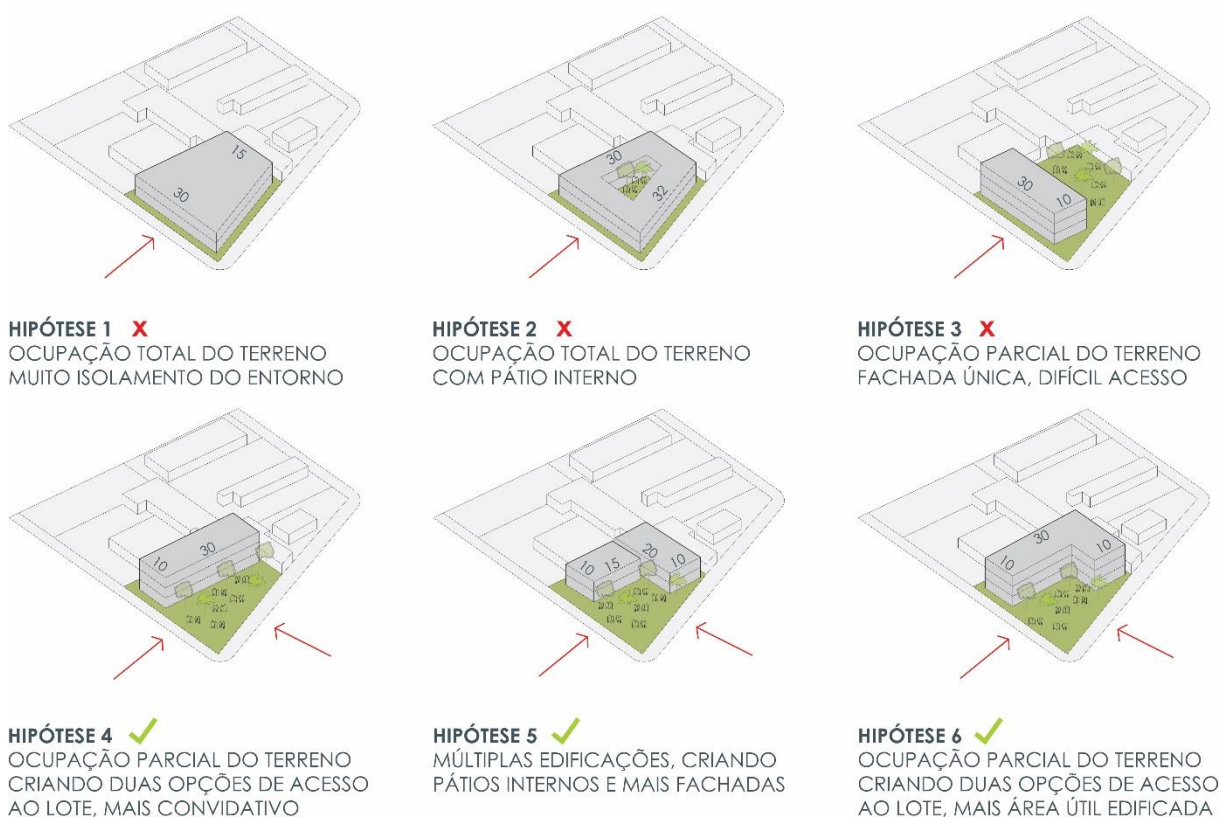 15
30
HIPÓTESE 1 X
OCUPAÇÃO TOTAL DO TERRENO
MUITO ISOLAMENTO DO ENTORNO
30
32
HIPÓTESE 2 X
OCUPAÇÃO TOTAL DO TERRENO
COM PÁTIO INTERNO
30
10
HIPÓTESE 3 X
OCUPAÇÃO PARCIAL DO TERRENO
FACHADA ÚNICA, DIFÍCIL ACESSO
10 30
HIPÓTESE 4
OCUPAÇÃO PARCIAL DO TERRENO
CRIANDO DUAS OPÇÕES DE ACESSO
AO LOTE, MAIS CONVIDATIVO
10 15 20 10
HIPÓTESE 5
MÚLTIPLAS EDIFICAÇÕES, CRIANDO
PÁTIOS INTERNOS E MAIS FACHADAS
10 30 10
HIPÓTESE 6
OCUPAÇÃO PARCIAL DO TERRENO
CRIANDO DUAS OPÇÕES DE ACESSO
AO LOTE, MAIS ÁREA ÚTIL EDIFICADA